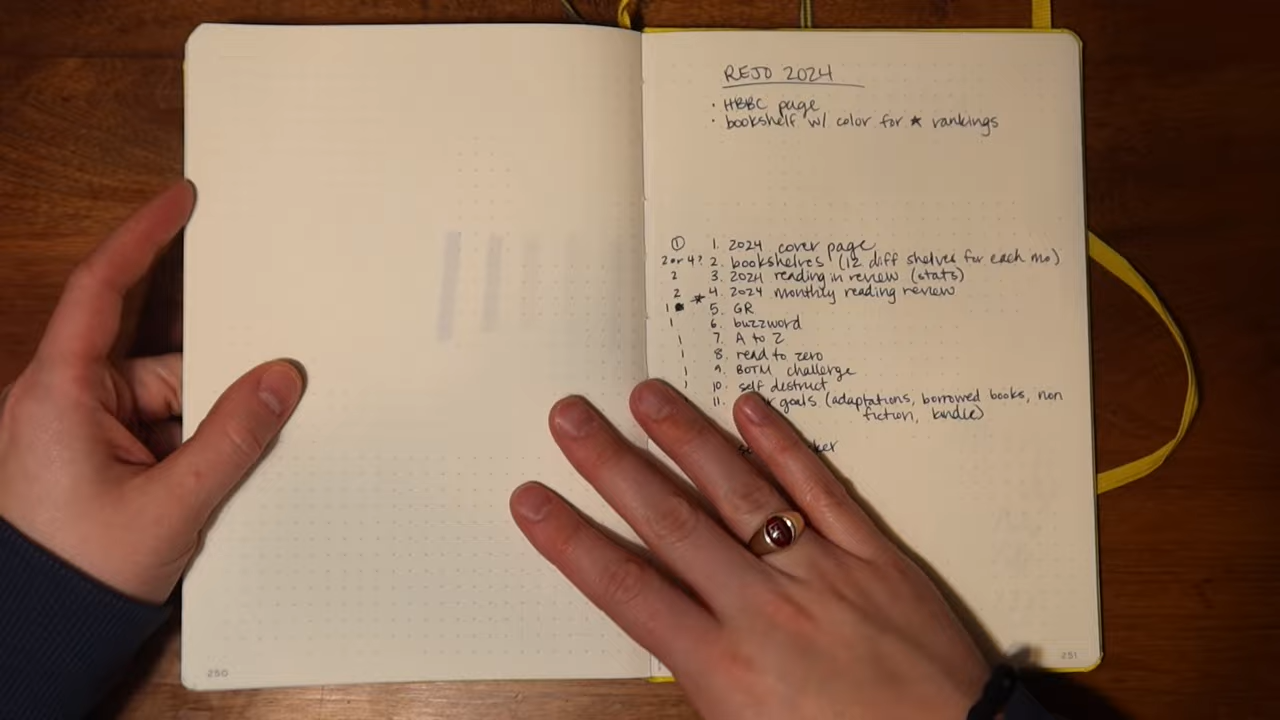 REJO 2024
• HBBC page
• bookshelf w/ color for ★ rankings
① 1. 2024 cover page
2 or 4? 2. bookshelves (12 diff shelves for each mo)
2 3. 2024 reading in review (stats)
2 * 4. 2024 monthly reading review
1 5. GR
1 6. buzzword
1 7. A to Z
1 8. read to zero
1 9. BOTM challenge
1 10. self destruct
11. goals (adaptations, borrowed books, non
fiction, kindle)
250
251